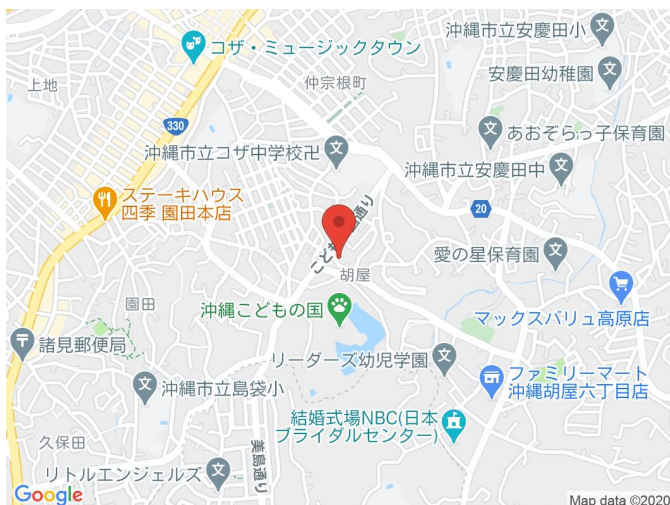 沖縄市立安慶田小
コザ・ミュージックタウン
上地
仲宗根町
安慶田幼稚園
330
あおぞらっ子保育園
沖縄市立コザ中学校卍
沖縄市立安慶田中
ステーキハウス
四季 園田本店
20
胡屋
愛の星保育園
園田
沖縄こどもの国
マックスバリュ高原店
諸見郵便局
リーダーズ幼児学園
沖縄市立島袋小
ファミリーマート
沖縄胡屋六丁目店
結婚式場NBC(日本
ブライダルセンター)
久保田
美島通り
リトルエンジェルズ
Google
Map data ©2020